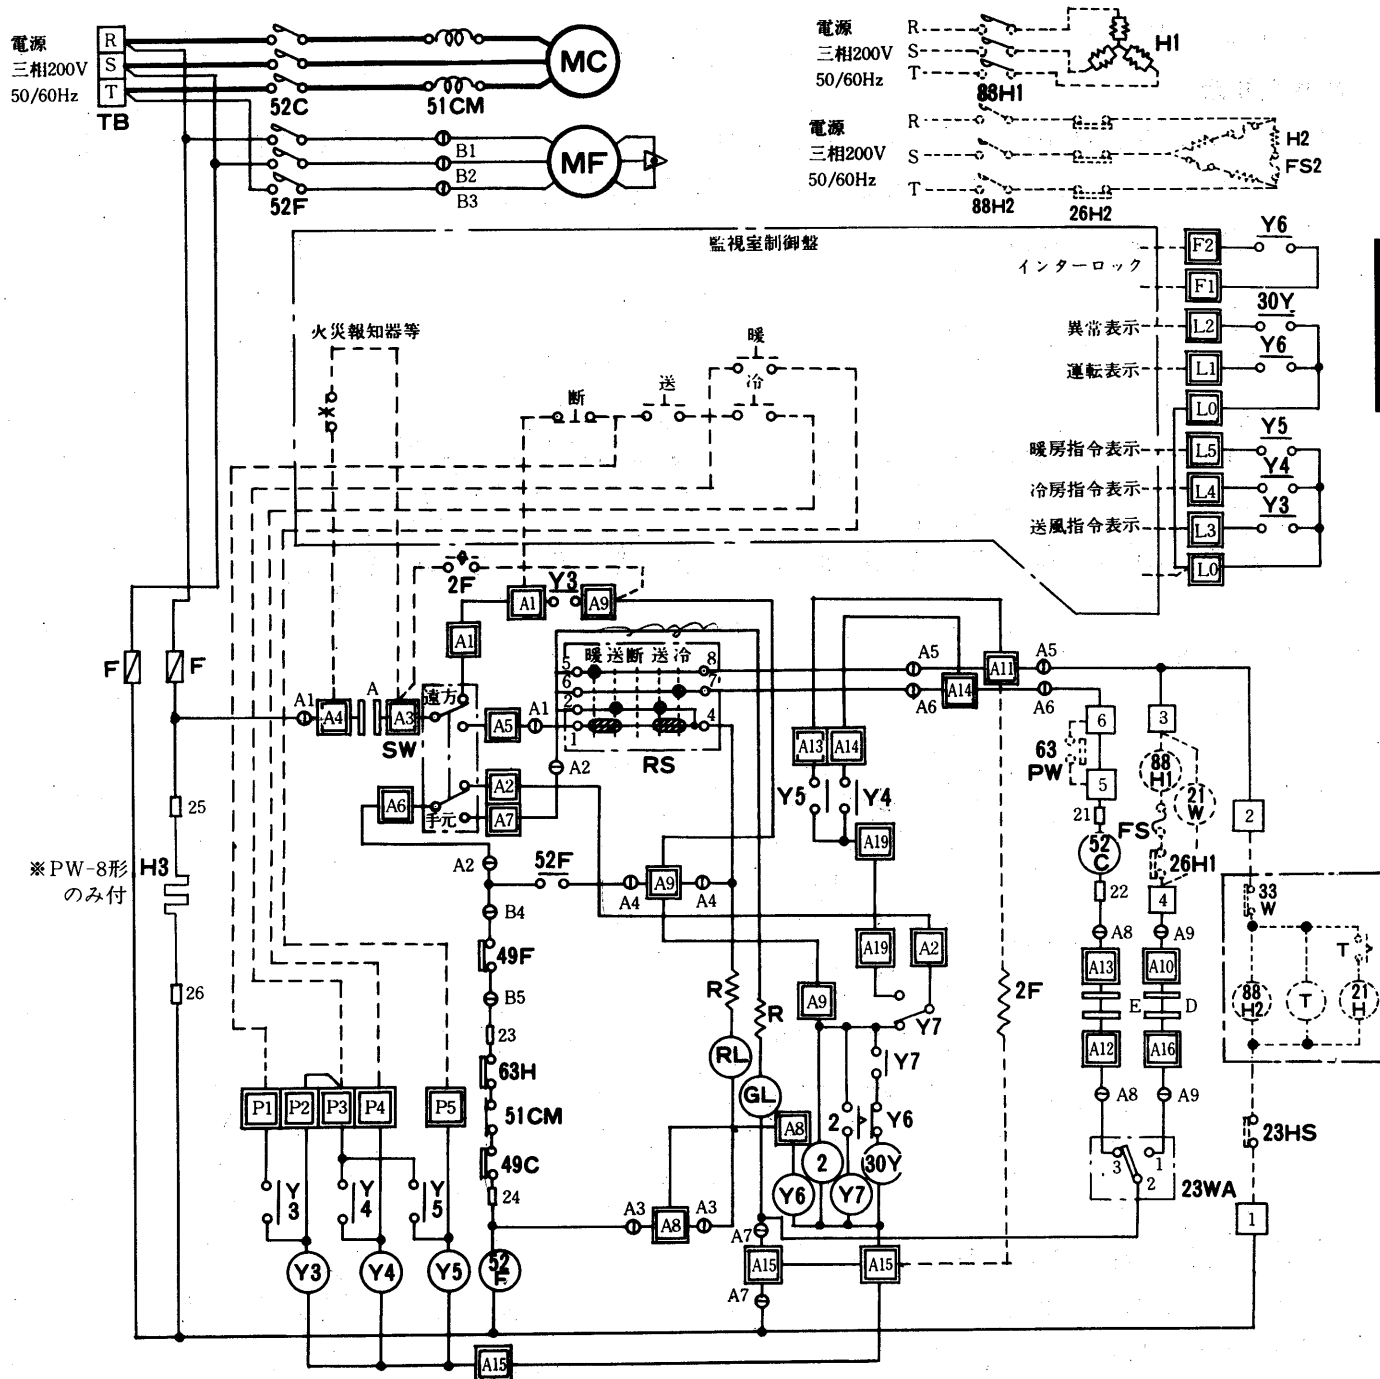 電源
三相200V
50/60Hz
R
S
T
TB
52C
51CM
MC
52F
B1
B2
B3
MF
電源
三相200V
50/60Hz
R
S
T
88H1
H1
電源
三相200V
50/60Hz
R
S
T
88H2
26H2
H2
FS2
監視室制御盤
インターロック
F2
Y6
F1
異常表示
L2
30Y
運転表示
L1
Y6
L0
暖房指令表示
L5
Y5
冷房指令表示
L4
Y4
送風指令表示
L3
Y3
L0
火災報知器等
断
送
暖
冷
2F
A1
Y3
A9
A1
F
F
A1
A4
A
A3
SW
遠方
手元
A5
A1
A2
A7
A6
A2
暖送断送冷
5
6
2
1
8
7
4
RS
A2
A5
A6
A11
A14
A5
A6
A13
A14
Y5
Y4
A19
A19
A2
6
63
PW
5
21
52
C
22
A8
A13
E
A12
A8
3
88
H1
21
W
FS
26H1
4
A9
A10
D
A16
A9
3
1
2
23WA
2
33
W
88
H2
T
T
21
H
23HS
1
25
※PW-8形
のみ付
H3
26
52F
A4
A9
A4
B4
49F
B5
23
63H
51CM
49C
24
52
F
A3
A8
A3
R
RL
R
GL
A9
Y7
Y7
2
Y6
A8
2
30Y
Y6
Y7
2F
A7
A15
A7
A15
P1
P2
P3
P4
P5
Y
3
Y
4
Y
5
Y3
Y4
Y5
A15